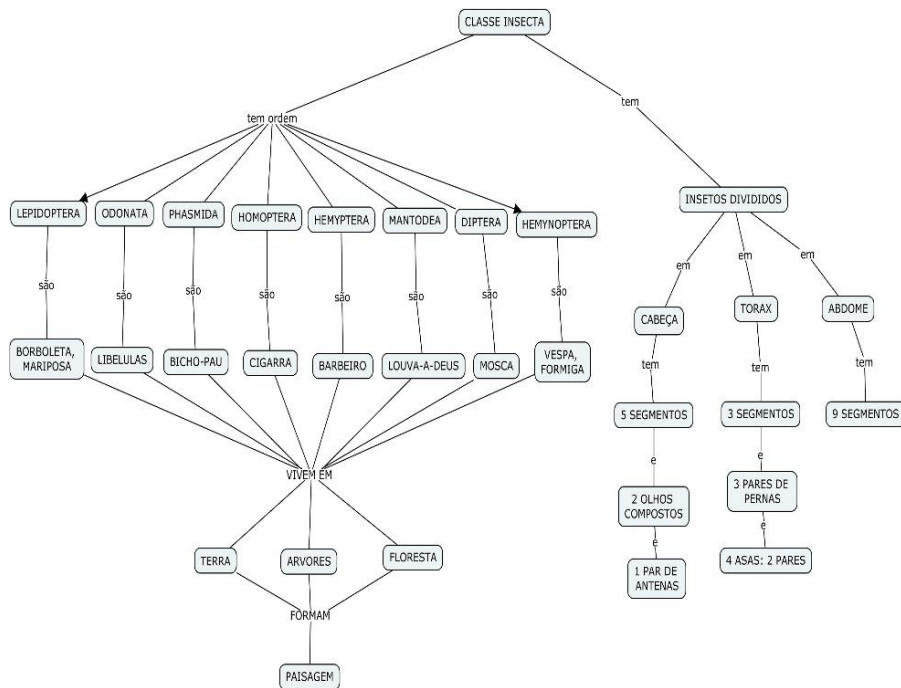 CLASSE INSECTA
tem
tem ordem
LEPIDOPTERA
ODONATA
PHASMIDA
HOMOPTERA
HEMYPTERA
MANTODEA
DIPTERA
HEMYNOPTERA
INSETOS DIVIDIDOS
são
são
são
são
são
são
são
são
em
em
em
CABEÇA
TORAX
ABDOME
BORBOLETA,
MARIPOSA
LIBELULAS
BICHO-PAU
CIGARRA
BARBEIRO
LOUVA-A-DEUS
MOSCA
VESPA,
FORMIGA
tem
tem
tem
5 SEGMENTOS
3 SEGMENTOS
9 SEGMENTOS
e
e
VIVEM EM
2 OLHOS
COMPOSTOS
3 PARES DE
PERNAS
e
e
TERRA
ARVORES
FLORESTA
1 PAR DE
ANTENAS
4 ASAS: 2 PARES
FORMAM
PAISAGEM